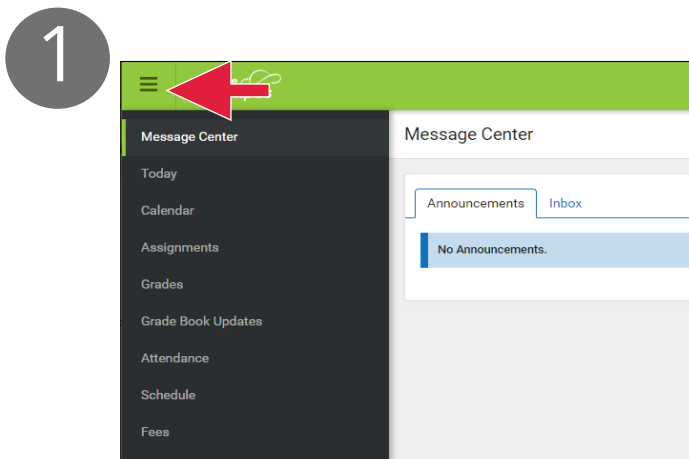 1
Message Center
Message Center
Today
Announcements Inbox
Calendar
No Announcements.
Assignments
Grades
Grade Book Updates
Attendance
Schedule
Fees